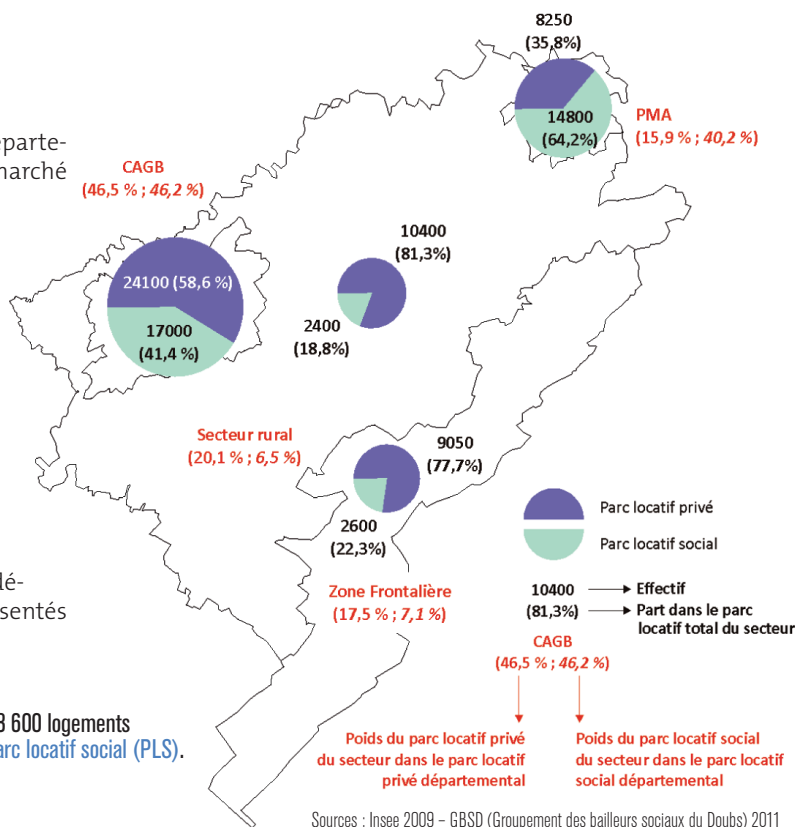 8250
(35,8%)
14800
(64,2%)
PMA
(15,9 % ; 40,2 %)
éparte-
marché
CAGB
(46,5 % ; 46,2 %)
24100 (58,6 %)
17000
(41,4 %)
10400
(81,3%)
2400
(18,8%)
Secteur rural
(20,1 % ; 6,5 %)
9050
(77,7%)
2600
(22,3%)
Zone Frontalière
(17,5 % ; 7,1 %)
Parc locatif privé
Parc locatif social
10400 Effectif
(81,3%) Part dans le parc
locatif total du secteur
CAGB
(46,5 % ; 46,2 %)
Poids du parc locatif privé
du secteur dans le parc locatif
privé départemental
Poids du parc locatif social
du secteur dans le parc locatif
social départemental
dé-
sentés
600 logements
arc locatif social (PLS).
Sources : Insee 2009 – GBSD (Groupement des bailleurs sociaux du Doubs) 2011